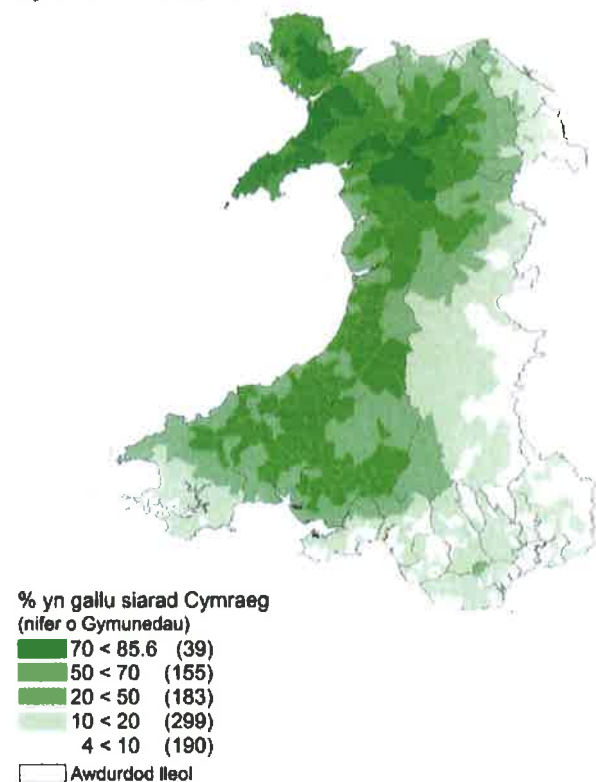 % yn gallu siarad Cymraeg
(nifer o Gymunedau)
70 < 85.6 (39)
50 < 70 (155)
20 < 50 (183)
10 < 20 (299)
4 < 10 (190)
Awdurdod lleol